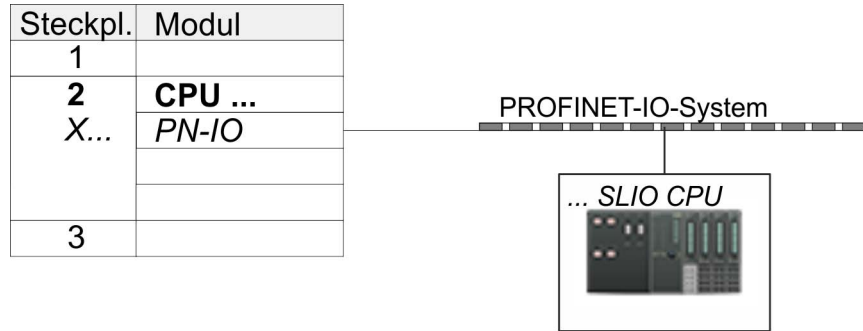 Steckpl. Modul
1
2 CPU ...
X... PN-IO
3
PROFINET-IO-System
... SLIO CPU